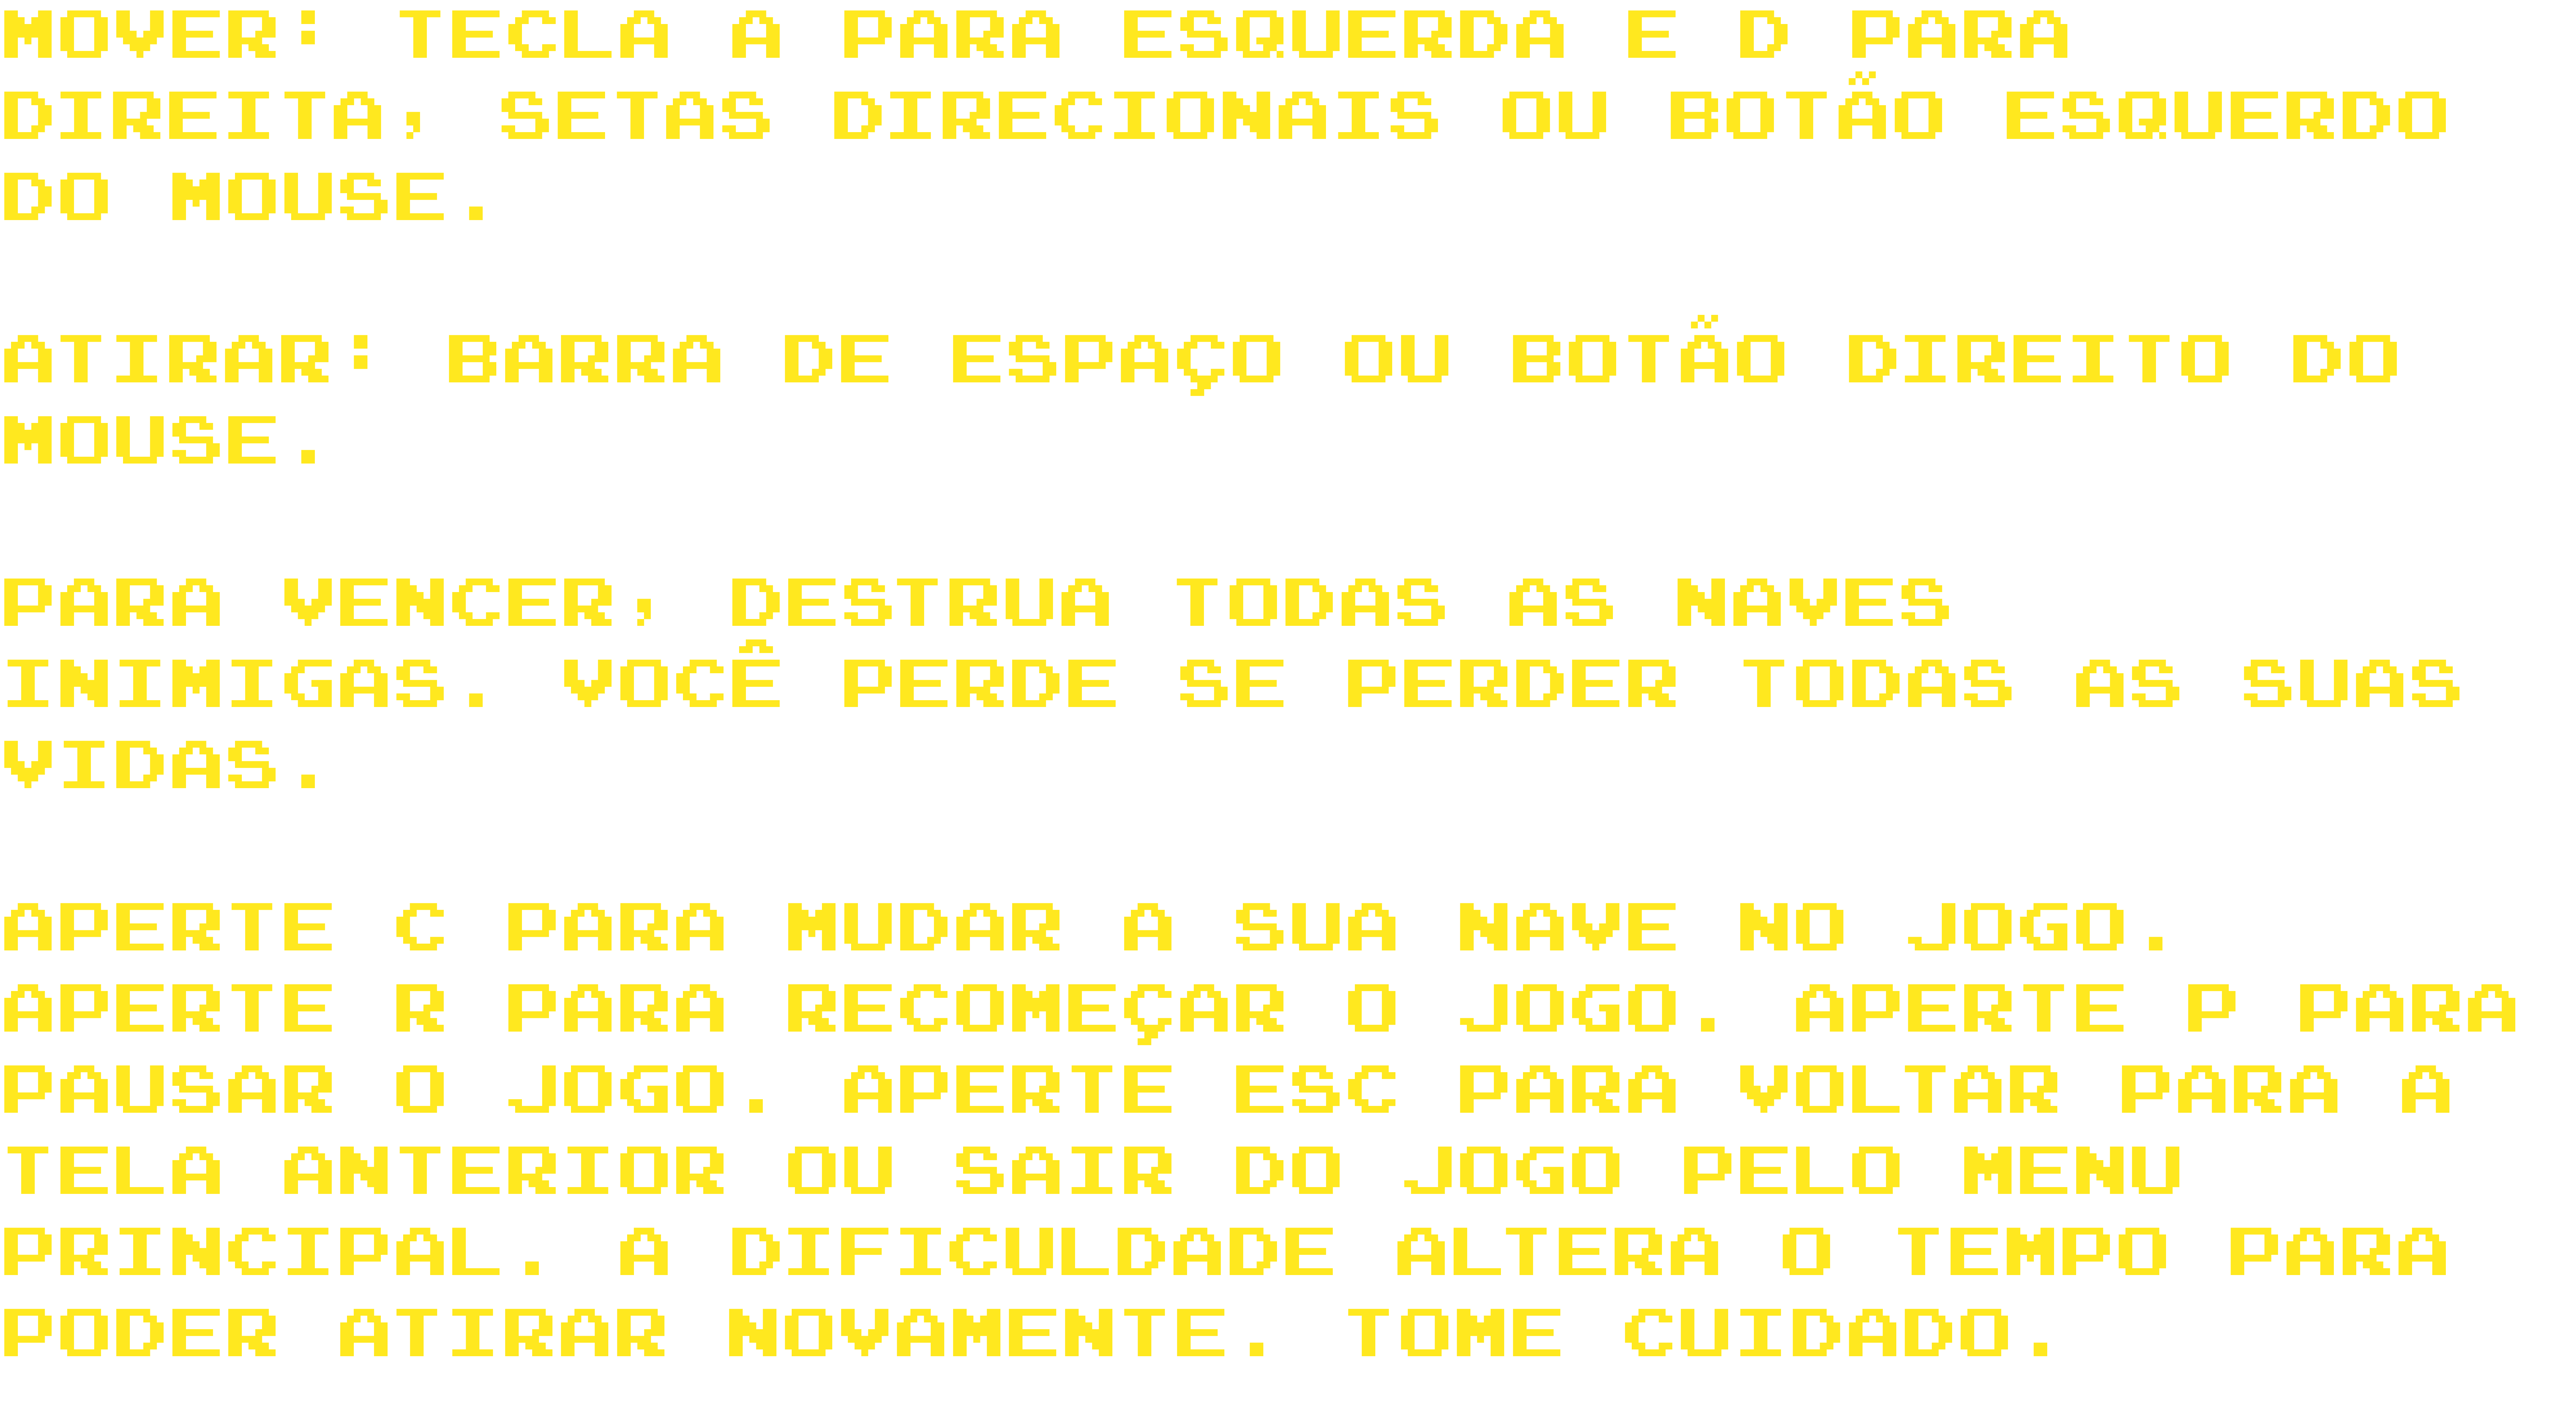 MOVER: TECLA A PARA ESQUERDA E D PARA
DIREITA, SETAS DIRECIONAIS OU BOTÃO ESQUERDO
DO MOUSE.
ATIRAR: BARRA DE ESPAÇO OU BOTÃO DIREITO DO
MOUSE.
PARA VENCER, DESTRUA TODAS AS NAVES
INIMIGAS. VOCÊ PERDE SE PERDER TODAS AS SUAS
VIDAS.
APERTE C PARA MUDAR A SUA NAVE NO JOGO.
APERTE R PARA RECOMEÇAR O JOGO. APERTE P PARA
PAUSAR O JOGO. APERTE ESC PARA VOLTAR PARA A
TELA ANTERIOR OU SAIR DO JOGO PELO MENU
PRINCIPAL. A DIFICULDADE ALTERA O TEMPO PARA
PODER ATIRAR NOVAMENTE. TOME CUIDADO.